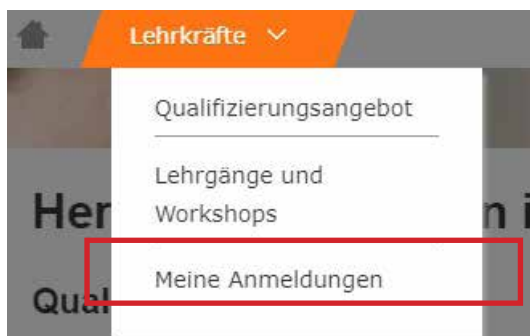 Lehrkräfte
Qualifizierungsangebot
Lehrgänge und
Workshops
Meine Anmeldungen